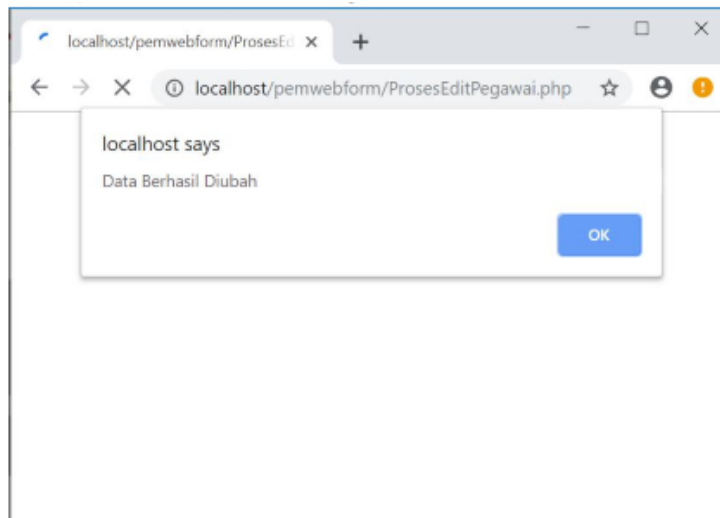 localhost/pemwebform/ProsesEd
localhost/pemwebform/ProsesEditPegawai.php
localhost says
Data Berhasil Diubah
OK